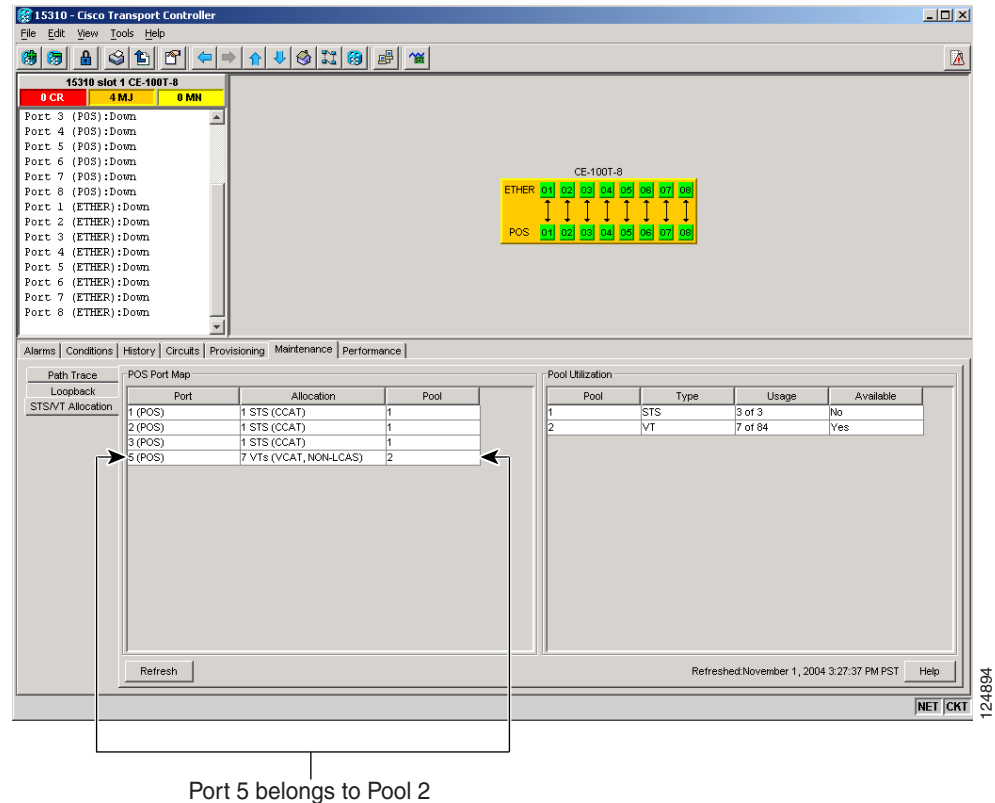 15310 - Cisco Transport Controller
File Edit View Tools Help
15310 slot 1 CE-100T-8
0 CR 4 MJ 0 MN
Port 3 (POS):Down
Port 4 (POS):Down
Port 5 (POS):Down
Port 6 (POS):Down
Port 7 (POS):Down
Port 8 (POS):Down
Port 1 (ETHER):Down
Port 2 (ETHER):Down
Port 3 (ETHER):Down
Port 4 (ETHER):Down
Port 5 (ETHER):Down
Port 6 (ETHER):Down
Port 7 (ETHER):Down
Port 8 (ETHER):Down
CE-100T-8
ETHER 01 02 03 04 05 06 07 08
POS 01 02 03 04 05 06 07 08
Alarms Conditions History Circuits Provisioning Maintenance Performance
Path Trace
Loopback
STS/VT Allocation
POS Port Map
Port Allocation Pool
1 (POS) 1 STS (CCAT) 1
2 (POS) 1 STS (CCAT) 1
3 (POS) 1 STS (CCAT) 1
5 (POS) 7 VTs (VCAT, NON-LCAS) 2
Pool Utilization
Pool Type Usage Available
1 STS 3 of 3 No
2 VT 7 of 84 Yes
Refresh
Refreshed:November 1, 2004 3:27:37 PM PST
Help
NET CKT
124894
Port 5 belongs to Pool 2